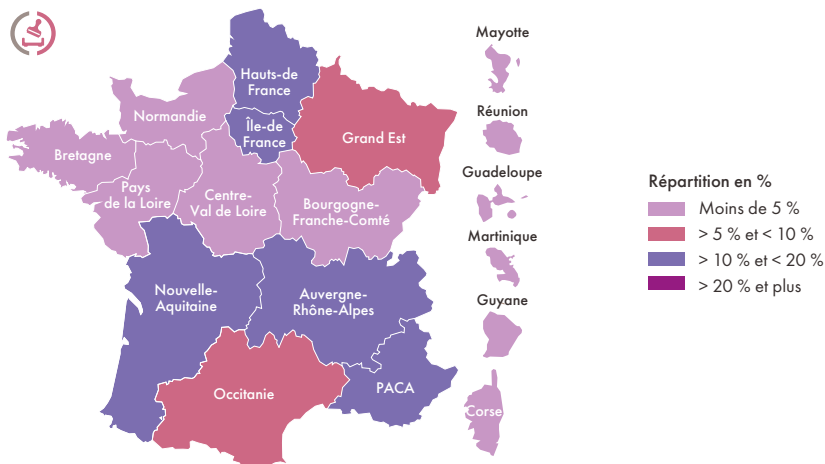 Mayotte
Hauts-de
France
Réunion
Normandie
Île-de
France
Grand Est
Bretagne
Guadeloupe
Pays
de la Loire
Centre-
Val de Loire
Bourgogne-
Franche-Comté
Martinique
Nouvelle-
Aquitaine
Auvergne-
Rhône-Alpes
Guyane
Occitanie
PACA
Corse
Répartition en %
Moins de 5 %
> 5 % et < 10 %
> 10 % et < 20 %
> 20 % et plus